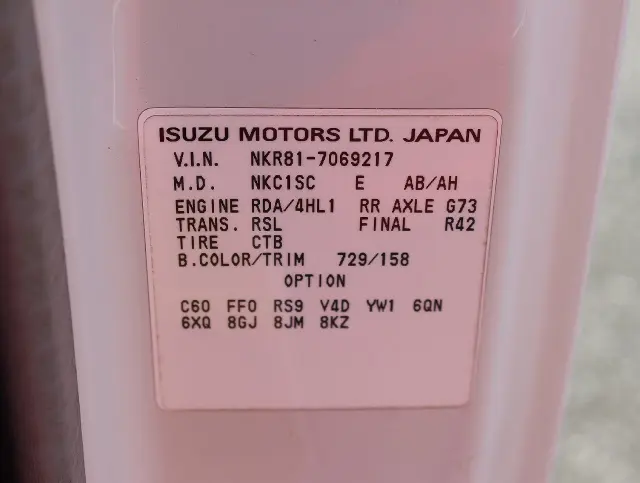 ISUZU MOTORS LTD. JAPAN
V.I.N. NKR81-7069217
M.D. NKC1SC E AB/AH
ENGINE RDA/4HL1 RR AXLE G73
TRANS. RSL FINAL R42
TIRE CTB
B.COLOR/TRIM 729/158
OPTION
C60 FF0 RS9 V4D YW1 6QN
6XQ 8GJ 8JM 8KZ